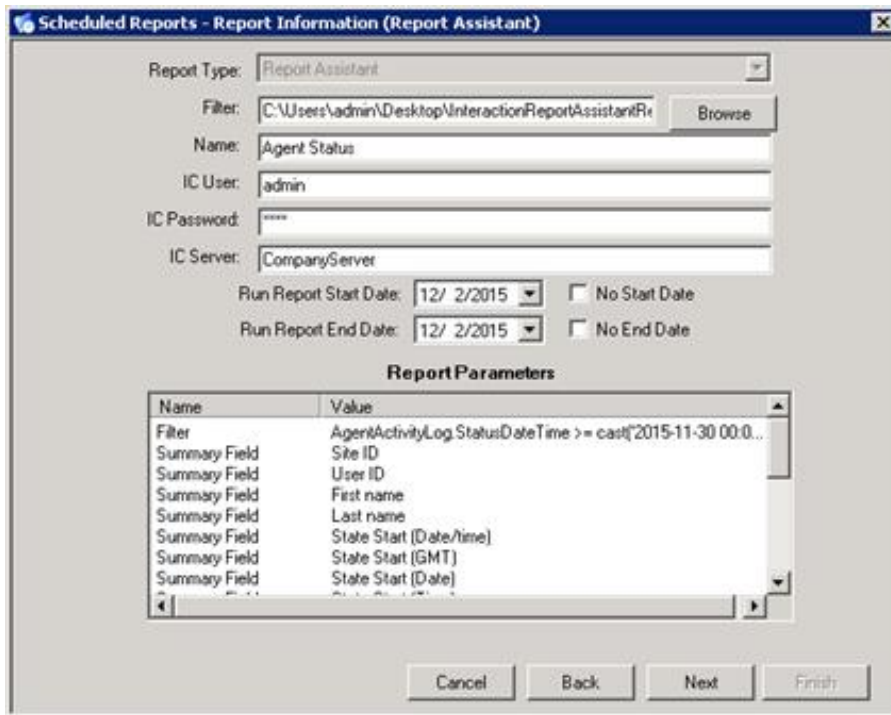 Scheduled Reports - Report Information (Report Assistant)
Report Type: Report Assistant
Filter: C:\Users\admin\Desktop\InteractionReportAssistantRe Browse
Name: Agent Status
IC User: admin
IC Password: ****
IC Server: CompanyServer
Run Report Start Date: 12/ 2/2015 No Start Date
Run Report End Date: 12/ 2/2015 No End Date
Report Parameters
Name Value
Filter AgentActivityLog.StatusDateTime >= cast('2015-11-30 00:0...
Summary Field Site ID
Summary Field User ID
Summary Field First name
Summary Field Last name
Summary Field State Start (Date/time)
Summary Field State Start (GMT)
Summary Field State Start (Date)
Cancel Back Next Finish